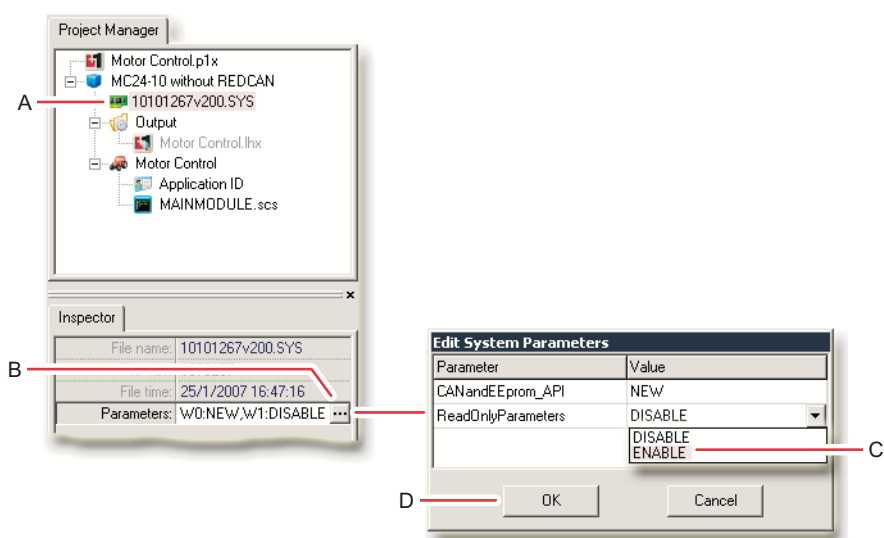 Project Manager
Motor Control.p1x
MC24-10 without REDCAN
A
10101267v200.SYS
Output
Motor Control.lhx
Motor Control
Application ID
MAINMODULE.scs
x
Inspector
File name: 10101267v200.SYS
B
File time: 25/1/2007 16:47:16
Parameters: W0:NEW,W1:DISABLE ...
Edit System Parameters
Parameter Value
CANandEEprom_API NEW
ReadOnlyParameters DISABLE
DISABLE
ENABLE
C
D
OK Cancel